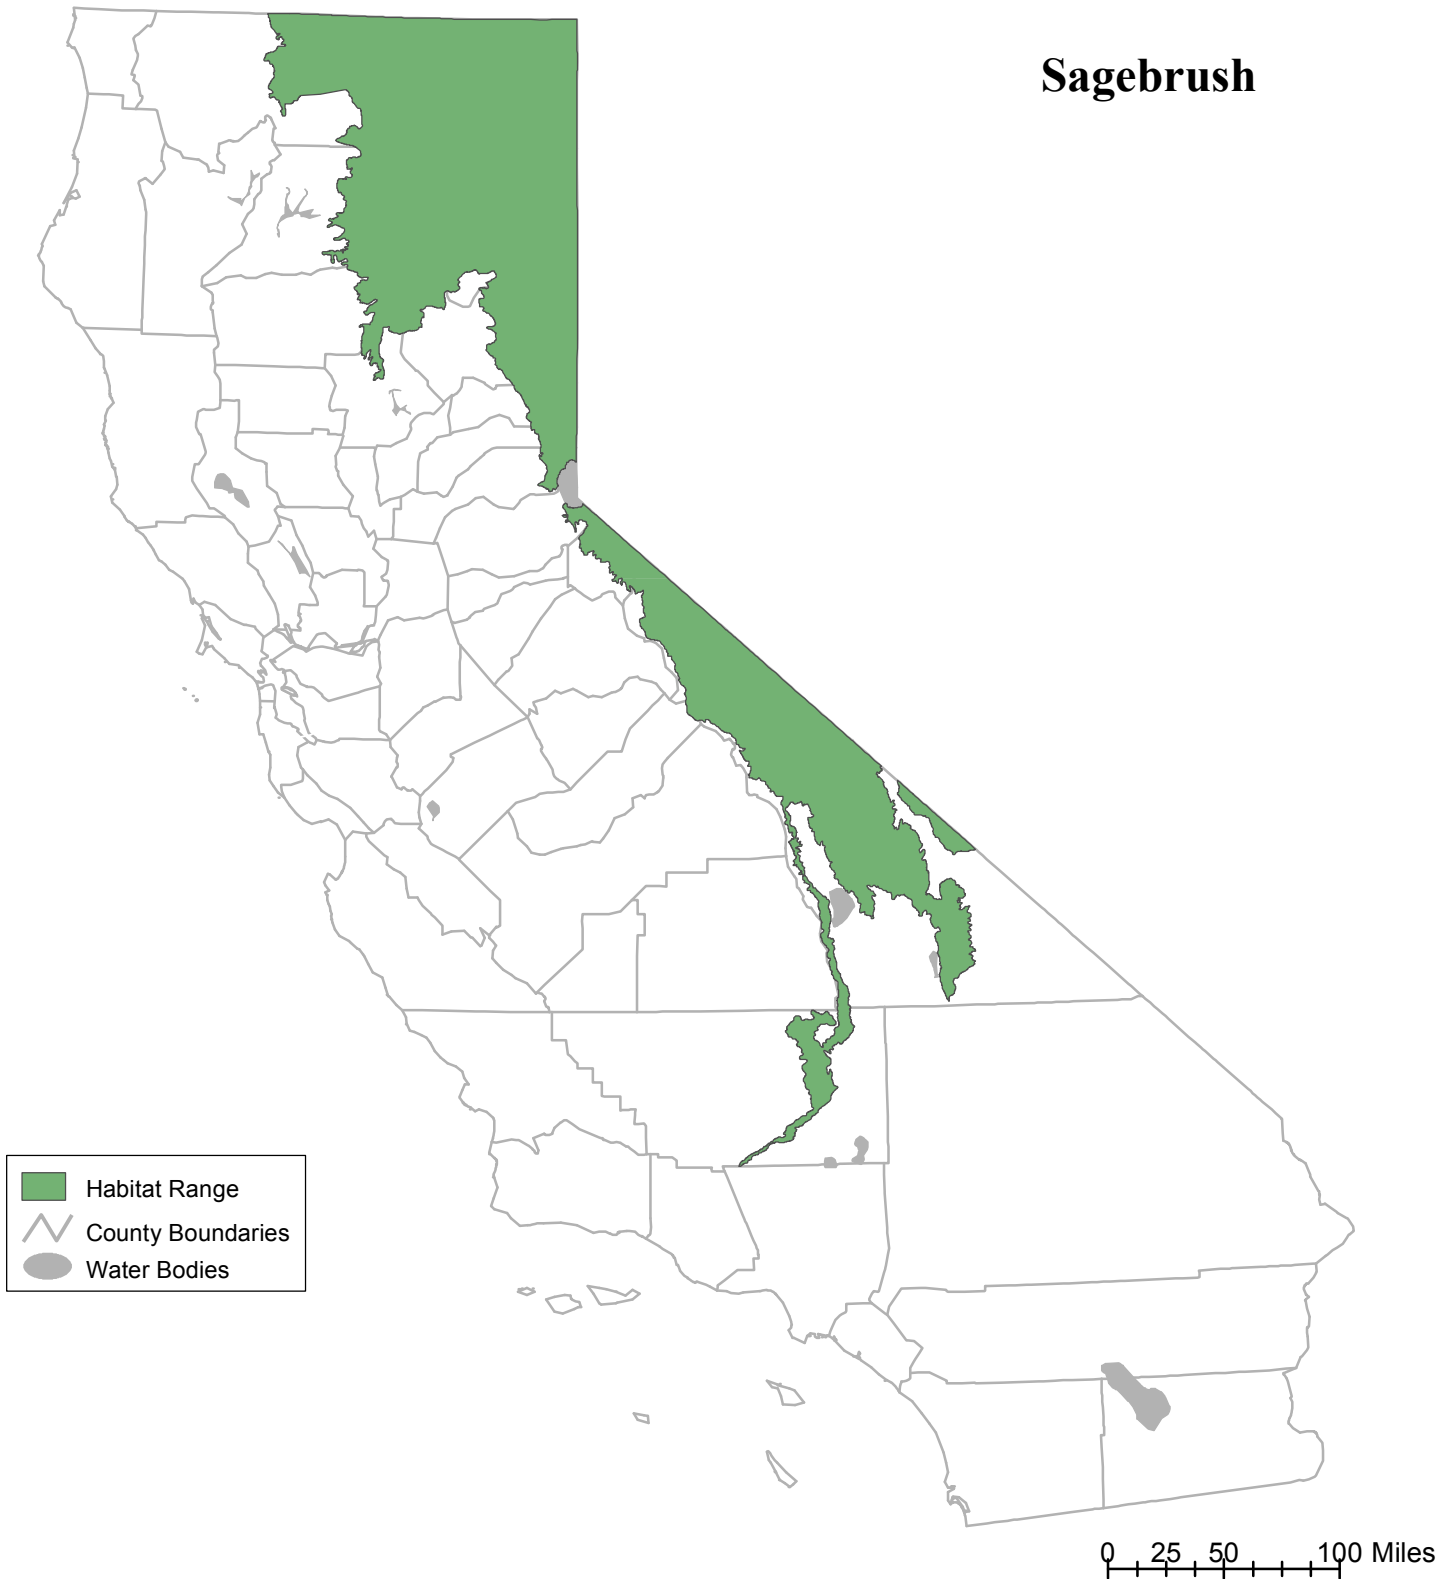 Sagebrush
Habitat Range
County Boundaries
Water Bodies
0 25 50 100 Miles